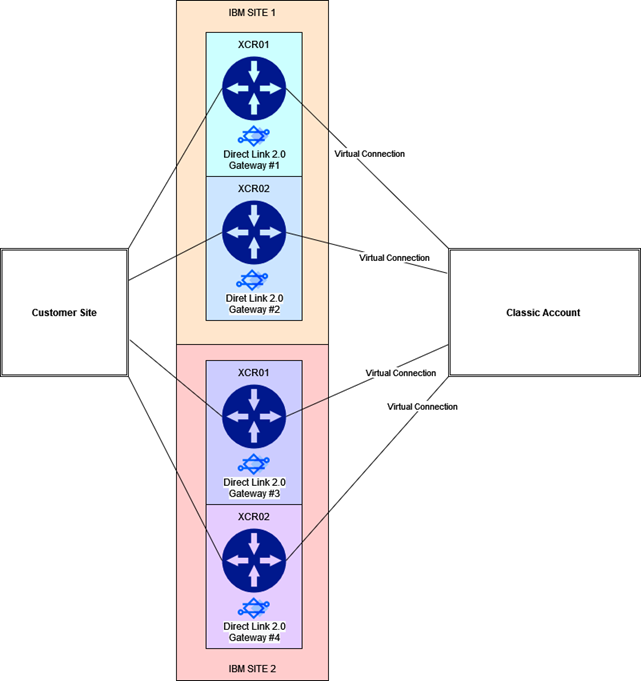 IBM SITE 1
XCR01
Direct Link 2.0
Gateway #1
Virtual Connection
XCR02
Virtual Connection
Diret Link 2.0
Gateway #2
Customer Site
Classic Account
XCR01
Virtual Connection
Virtual Connection
Direct Link 2.0
Gateway #3
XCR02
Direct Link 2.0
Gateway #4
IBM SITE 2